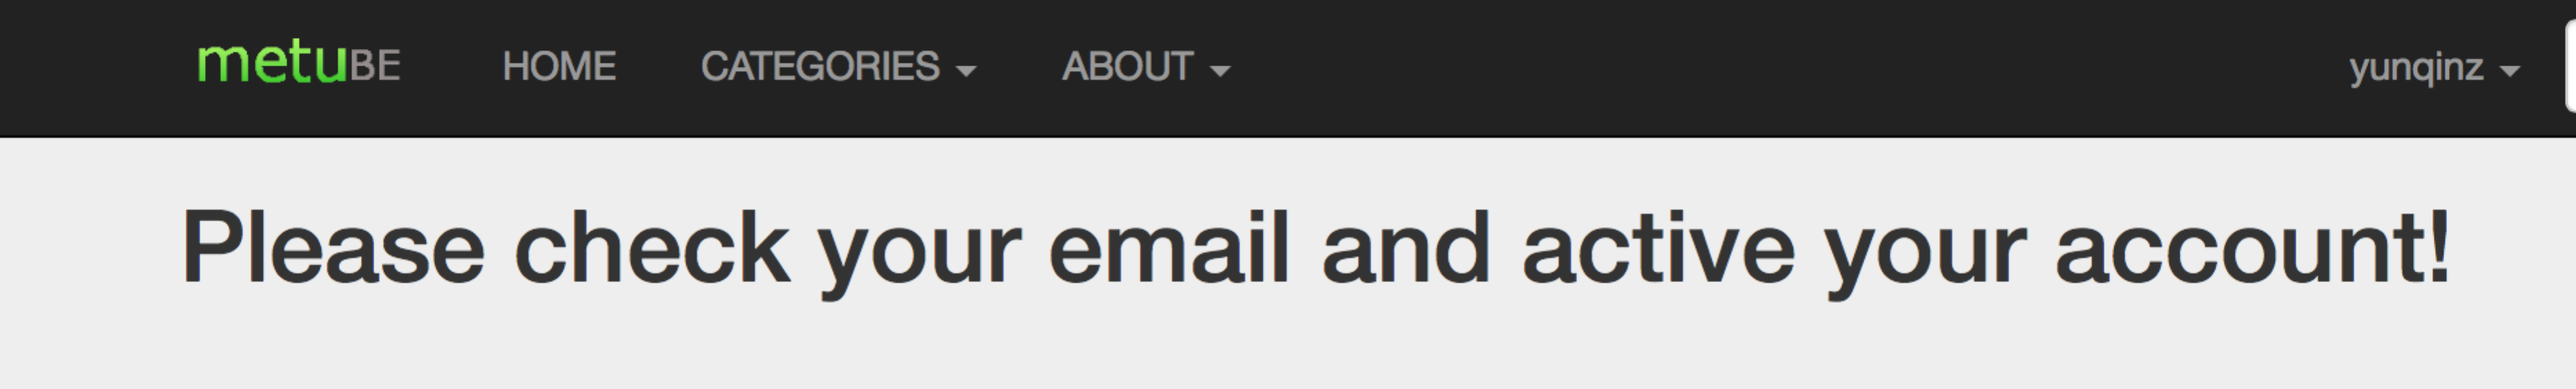 metuBE HOME CATEGORIES ABOUT yunqinz
Please check your email and active your account!